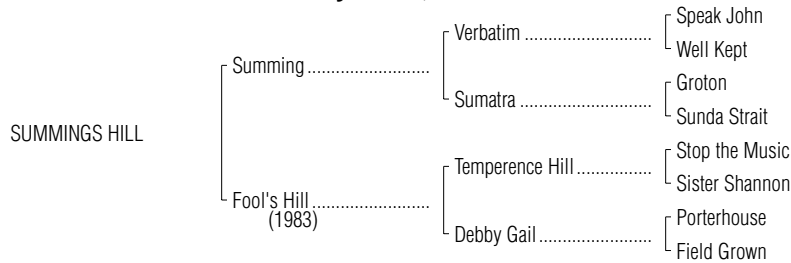 Speak John
Verbatim
Well Kept
Summing
Groton
Sumatra
Sunda Strait
SUMMINGS HILL
Stop the Music
Temperence Hill
Sister Shannon
Fool's Hill
(1983)
Porterhouse
Debby Gail
Field Grown